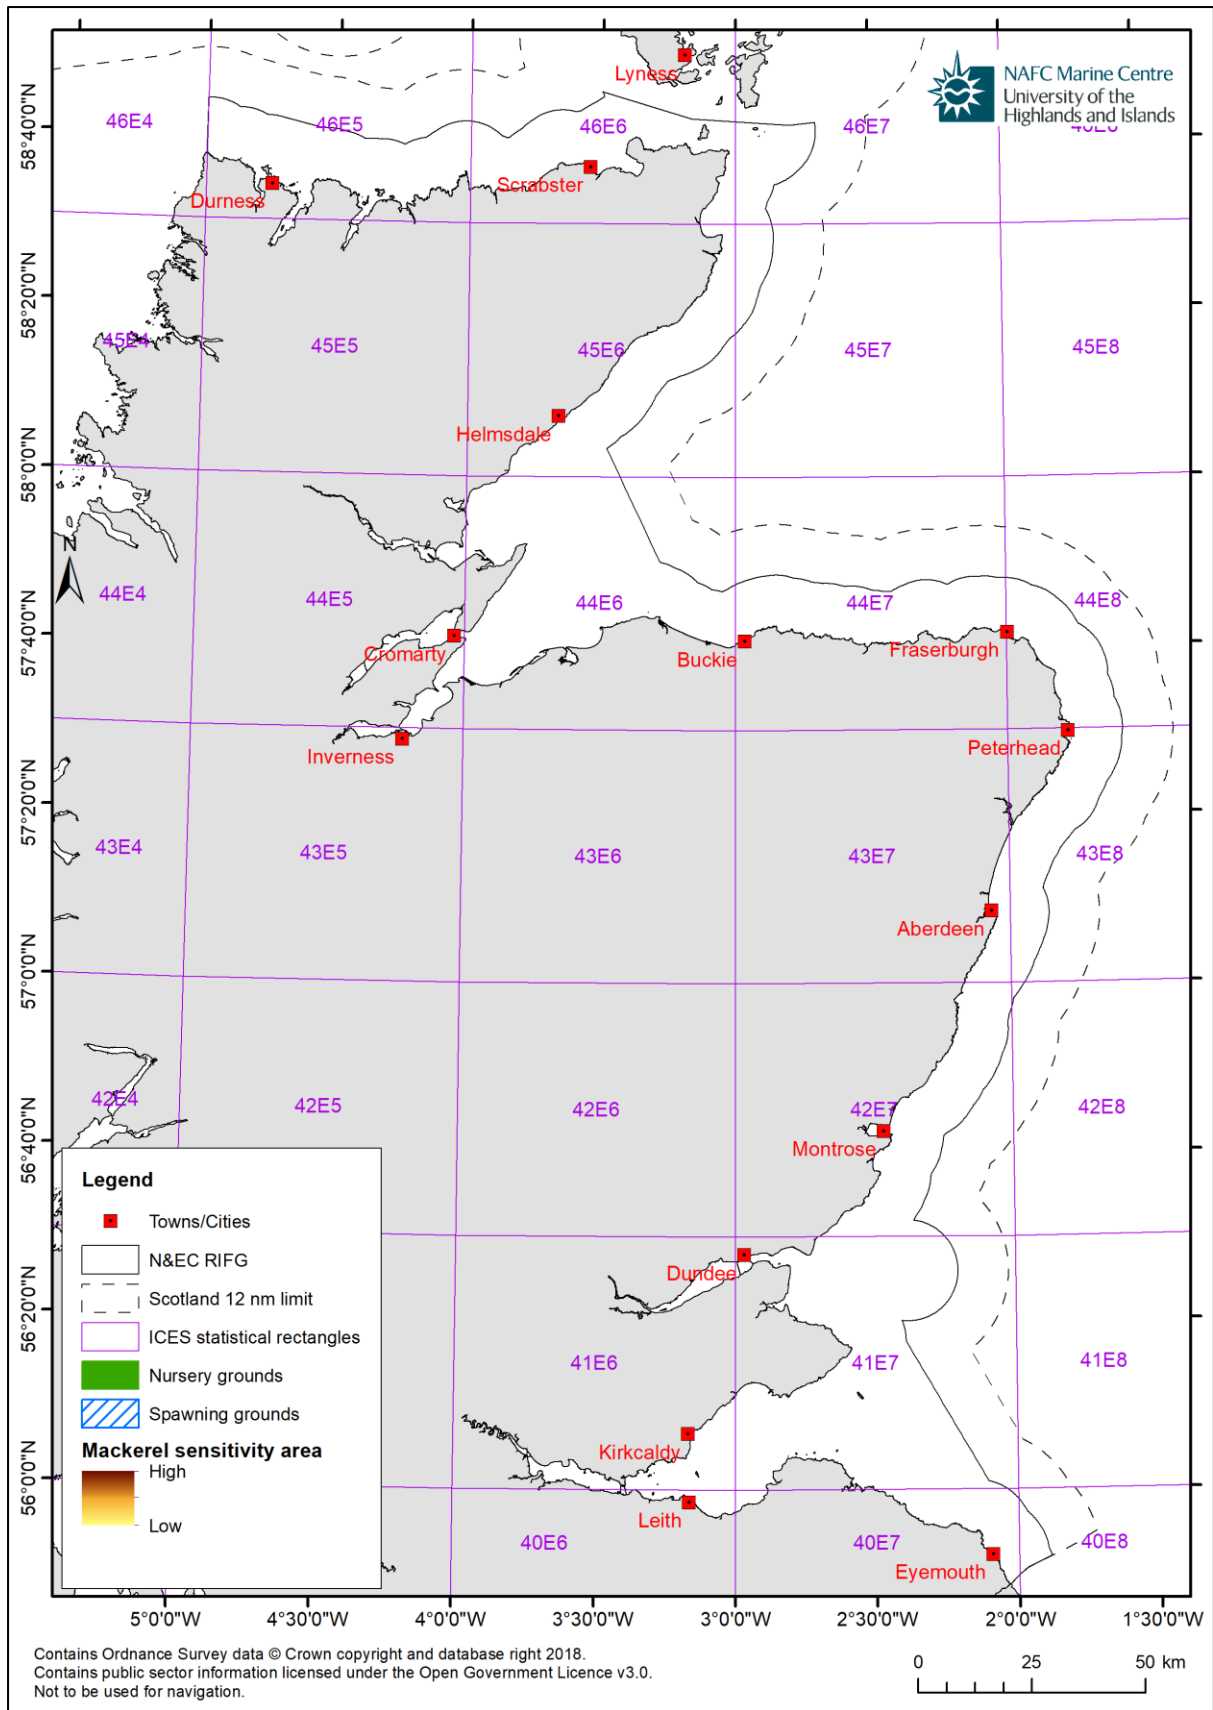 Lyness
NAFC Marine Centre
University of the
Highlands and Islands
46E4
46E5
46E6
46E7
46E8
58°40'0"N
Scrabster
Durness
58°20'0"N
45E4
45E5
45E6
45E7
45E8
Helmsdale
58°0'0"N
N
44E4
44E5
44E6
44E7
44E8
57°40'0"N
Cromarty
Buckie
Fraserburgh
Inverness
Peterhead
57°20'0"N
43E4
43E5
43E6
43E7
43E8
Aberdeen
57°0'0"N
42E4
42E5
42E6
42E7
42E8
56°40'0"N
Montrose
Legend
Towns/Cities
N&EC RIFG
Scotland 12 nm limit
ICES statistical rectangles
Nursery grounds
Spawning grounds
Mackerel sensitivity area
High
Low
Dundee
56°20'0"N
41E6
41E7
41E8
Kirkcaldy
56°0'0"N
Leith
40E6
40E7
40E8
Eyemouth
5°0'0"W
4°30'0"W
4°0'0"W
3°30'0"W
3°0'0"W
2°30'0"W
2°0'0"W
1°30'0"W
Contains Ordnance Survey data © Crown copyright and database right 2018.
Contains public sector information licensed under the Open Government Licence v3.0.
Not to be used for navigation.
0
25
50 km